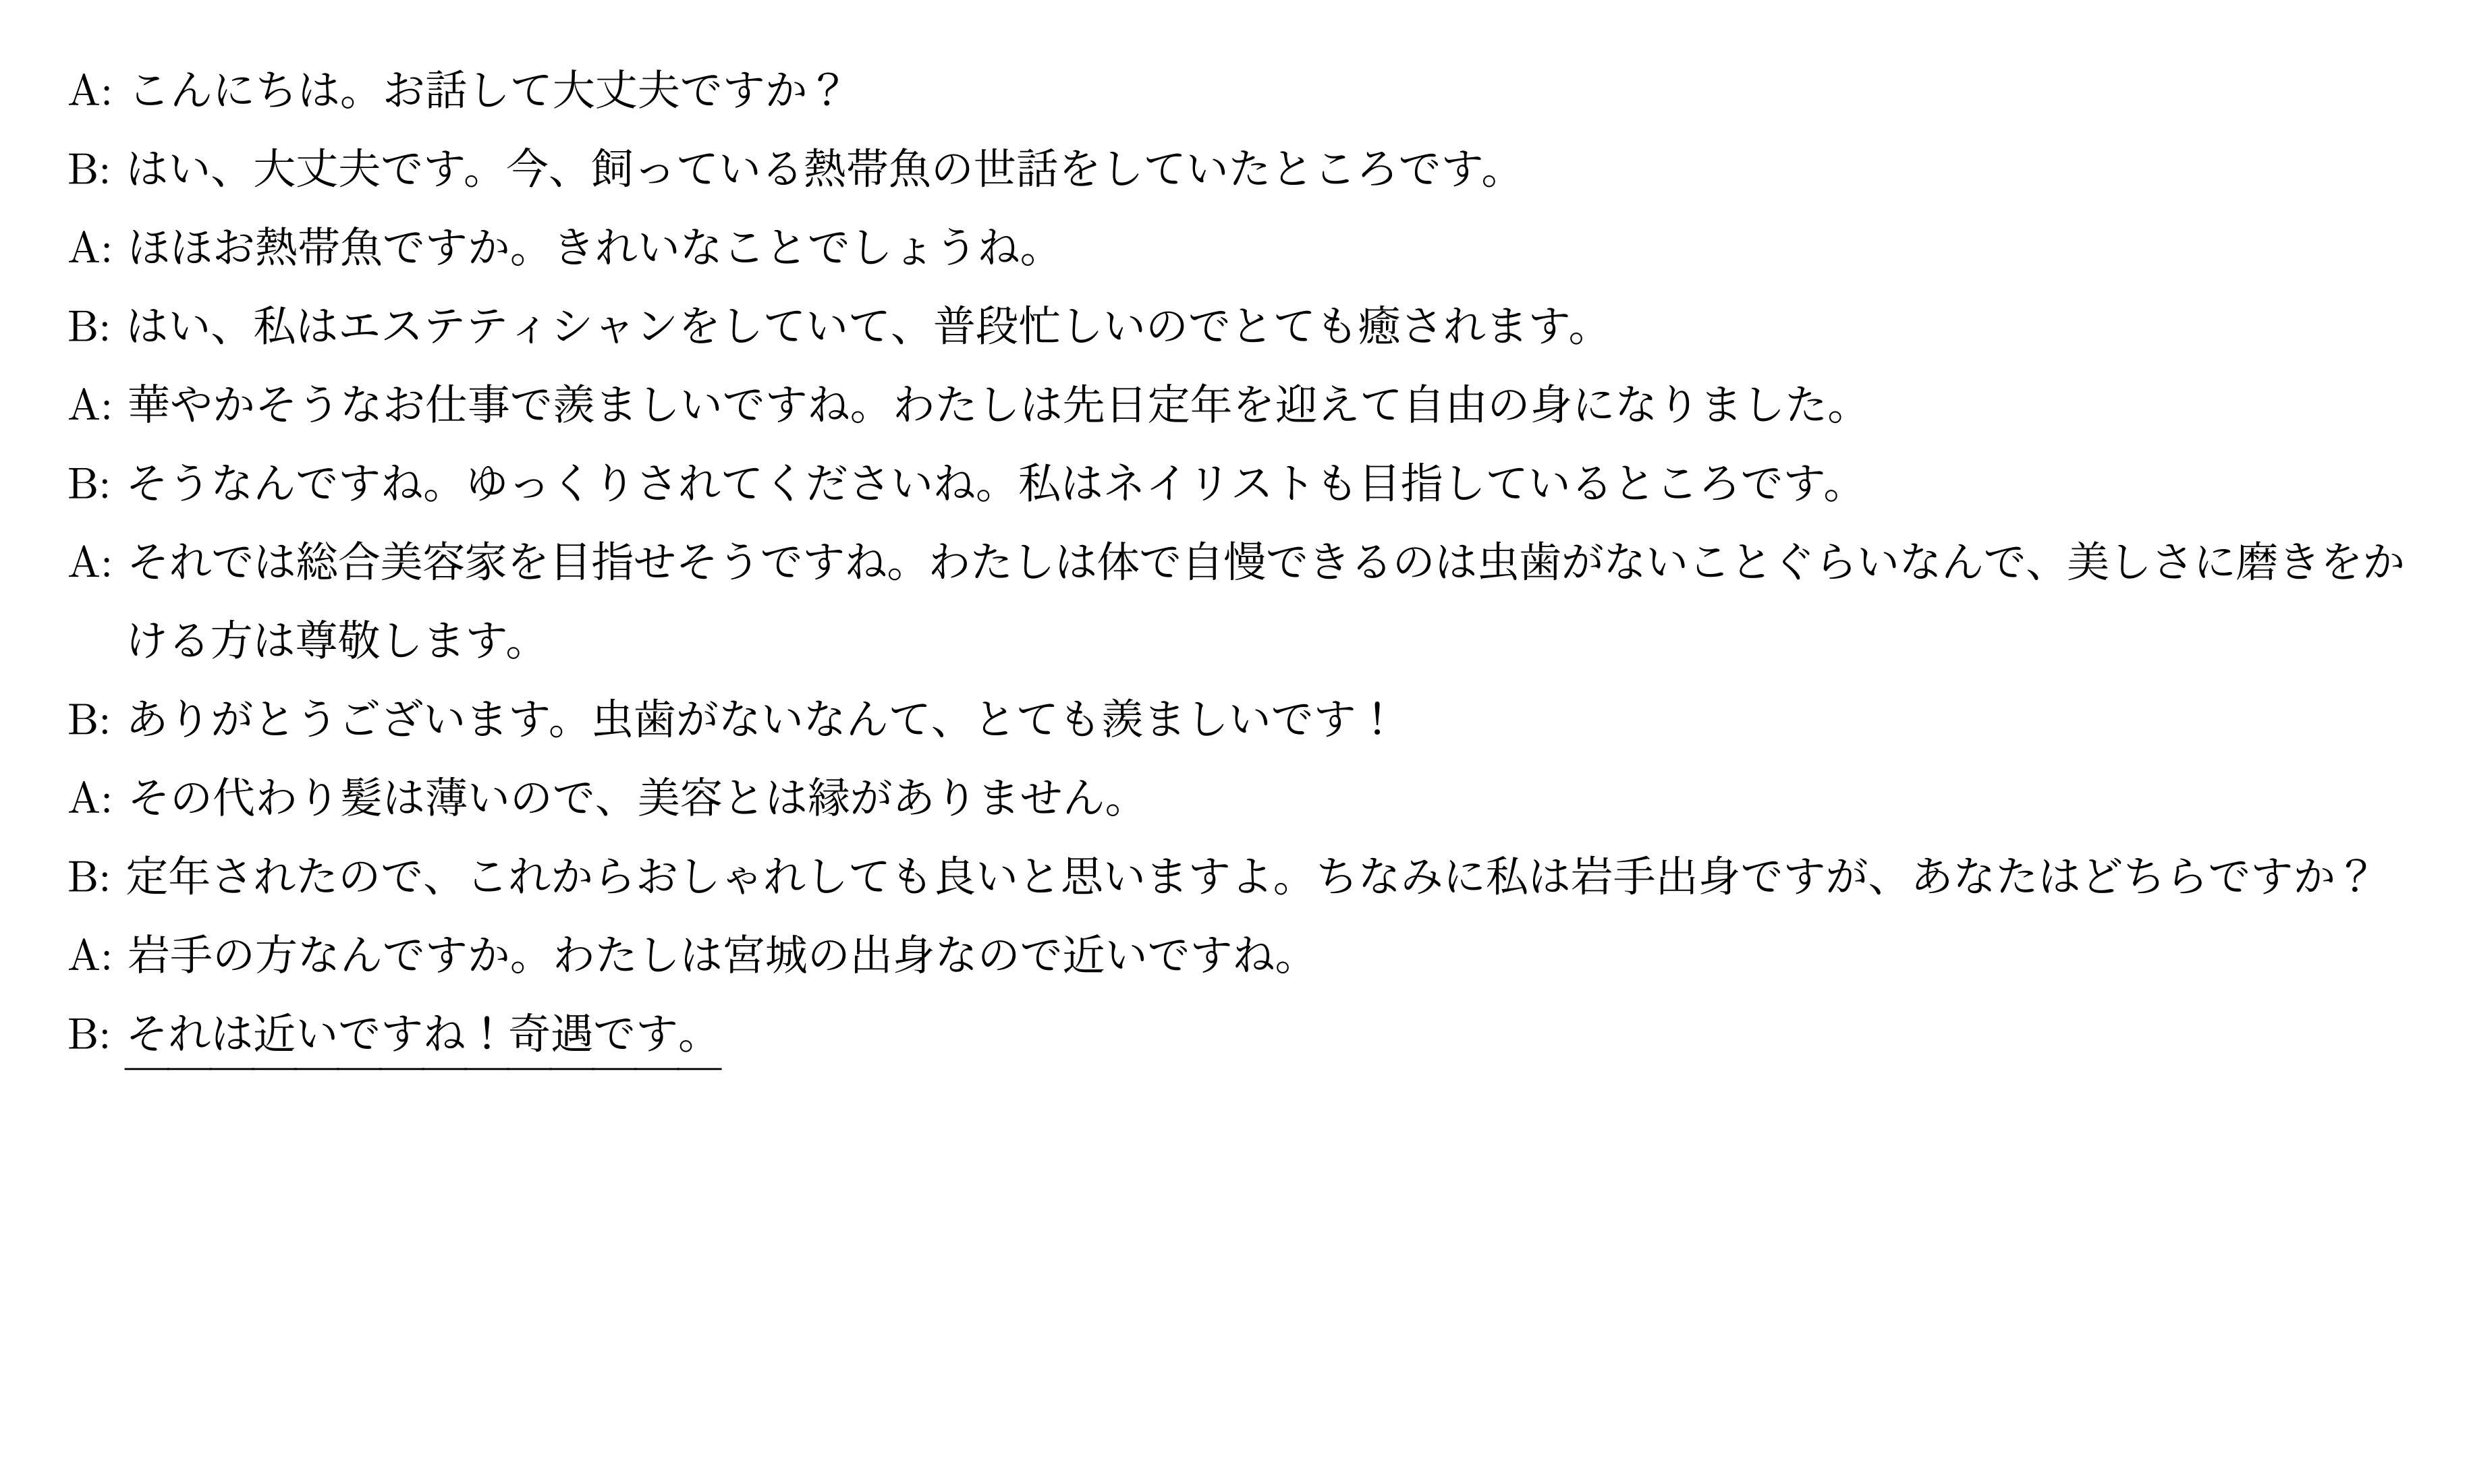 A: こんにちは。お話して大丈夫ですか？
B: はい、大丈夫です。今、飼っている熱帯魚の世話をしていたところです。
A: ほほお熱帯魚ですか。きれいなことでしょうね。
B: はい、私はエステティシャンをしていて、普段忙しいのでとても癒されます。
A: 華やかそうなお仕事で羨ましいですね。わたしは先日定年を迎えて自由の身になりました。
B: そうなんですね。ゆっくりされてくださいね。私はネイリストも目指しているところです。
A: それでは総合美容家を目指せそうですね。わたしは体で自慢できるのは虫歯がないことぐらいなんで、美しさに磨きをか
ける方は尊敬します。
B: ありがとうございます。虫歯がないなんて、とても羨ましいです！
A: その代わり髪は薄いので、美容とは縁がありません。
B: 定年されたので、これからおしゃれしても良いと思いますよ。ちなみに私は岩手出身ですが、あなたはどちらですか？
A: 岩手の方なんですか。わたしは宮城の出身なので近いですね。
B: それは近いですね！奇遇です。